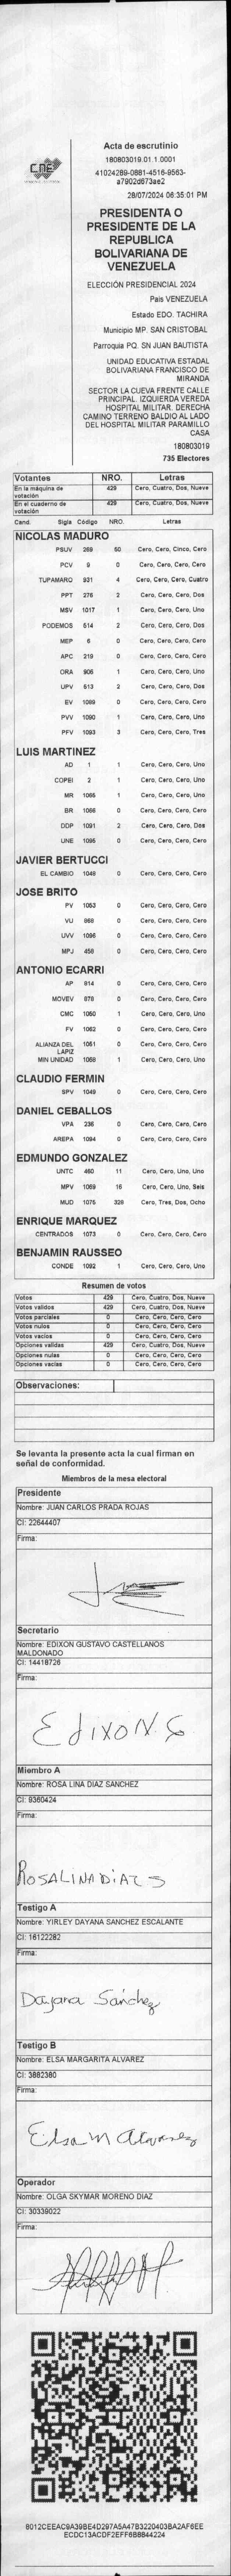 CNE
Acta de escrutinio
180803019.01.1.0001
41024289-0881-4516-9563-
a7902d673ae2
28/07/2024 06:35:01 PM
PRESIDENTA O
PRESIDENTE DE LA
REPUBLICA
BOLIVARIANA DE
VENEZUELA
ELECCIÓN PRESIDENCIAL 2024
País VENEZUELA
Estado EDO. TACHIRA
Municipio MP. SAN CRISTOBAL
Parroquia PQ. SN JUAN BAUTISTA
UNIDAD EDUCATIVA ESTADAL
BOLIVARIANA FRANCISCO DE
MIRANDA
SECTOR LA CUEVA FRENTE CALLE
PRINCIPAL. IZQUIERDA VEREDA
HOSPITAL MILITAR. DERECHA
CAMINO TERRENO BALDIO AL LADO
DEL HOSPITAL MILITAR PARAMILLO
CASA
180803019
735 Electores
Votantes NRO. Letras
En la máquina de votación 429 Cero, Cuatro, Dos, Nueve
En el cuaderno de votación 429 Cero, Cuatro, Dos, Nueve
Cand. Sigla Código NRO. Letras
NICOLAS MADURO
PSUV 269 50 Cero, Cero, Cinco, Cero
PCV 9 0 Cero, Cero, Cero, Cero
TUPAMARO 931 4 Cero, Cero, Cero, Cuatro
PPT 276 2 Cero, Cero, Cero, Dos
MSV 1017 1 Cero, Cero, Cero, Uno
PODEMOS 514 2 Cero, Cero, Cero, Dos
MEP 6 0 Cero, Cero, Cero, Cero
APC 219 0 Cero, Cero, Cero, Cero
ORA 906 1 Cero, Cero, Cero, Uno
UPV 513 2 Cero, Cero, Cero, Dos
EV 1089 0 Cero, Cero, Cero, Cero
PVV 1090 1 Cero, Cero, Cero, Uno
PFV 1093 3 Cero, Cero, Cero, Tres
LUIS MARTINEZ
AD 1 1 Cero, Cero, Cero, Uno
COPEI 2 1 Cero, Cero, Cero, Uno
MR 1065 1 Cero, Cero, Cero, Uno
BR 1066 0 Cero, Cero, Cero, Cero
DDP 1091 2 Cero, Cero, Cero, Dos
UNE 1095 0 Cero, Cero, Cero, Cero
JAVIER BERTUCCI
EL CAMBIO 1048 0 Cero, Cero, Cero, Cero
JOSE BRITO
PV 1053 0 Cero, Cero, Cero, Cero
VU 868 0 Cero, Cero, Cero, Cero
UVV 1096 0 Cero, Cero, Cero, Cero
MPJ 458 0 Cero, Cero, Cero, Cero
ANTONIO ECARRI
AP 914 0 Cero, Cero, Cero, Cero
MOVEV 878 0 Cero, Cero, Cero, Cero
CMC 1060 1 Cero, Cero, Cero, Uno
FV 1062 0 Cero, Cero, Cero, Cero
ALIANZA DEL LAPIZ 1051 0 Cero, Cero, Cero, Cero
MIN UNIDAD 1068 1 Cero, Cero, Cero, Uno
CLAUDIO FERMIN
SPV 1049 0 Cero, Cero, Cero, Cero
DANIEL CEBALLOS
VPA 236 0 Cero, Cero, Cero, Cero
AREPA 1094 0 Cero, Cero, Cero, Cero
EDMUNDO GONZALEZ
UNTC 460 11 Cero, Cero, Uno, Uno
MPV 1069 16 Cero, Cero, Uno, Seis
MUD 1075 328 Cero, Tres, Dos, Ocho
ENRIQUE MARQUEZ
CENTRADOS 1073 0 Cero, Cero, Cero, Cero
BENJAMIN RAUSSEO
CONDE 1092 1 Cero, Cero, Cero, Uno
Resumen de votos
Votos 429 Cero, Cuatro, Dos, Nueve
Votos validos 429 Cero, Cuatro, Dos, Nueve
Votos parciales 0 Cero, Cero, Cero, Cero
Votos nulos 0 Cero, Cero, Cero, Cero
Votos vacios 0 Cero, Cero, Cero, Cero
Opciones validas 429 Cero, Cuatro, Dos, Nueve
Opciones nulas 0 Cero, Cero, Cero, Cero
Opciones vacias 0 Cero, Cero, Cero, Cero
Observaciones:
Se levanta la presente acta la cual firman en
señal de conformidad.
Miembros de la mesa electoral
Presidente
Nombre: JUAN CARLOS PRADA ROJAS
CI: 22644407
Firma:
Secretario
Nombre: EDIXON GUSTAVO CASTELLANOS
MALDONADO
CI: 14418726
Firma:
EdIXON.G
Miembro A
Nombre: ROSA LINA DIAZ SANCHEZ
CI: 9360424
Firma:
ROSALINA DiAZ S
Testigo A
Nombre: YIRLEY DAYANA SANCHEZ ESCALANTE
CI: 16122282
Firma:
Dayana Sánchez
Testigo B
Nombre: ELSA MARGARITA ALVAREZ
CI: 3882380
Firma:
Elsa M Alvarez
Operador
Nombre: OLGA SKYMAR MORENO DIAZ
CI: 30339022
Firma:
8012CEEAC9A39BE4D297A5A47B3220403BA2AF6EE
ECDC13ACDF2EFF6B8844224